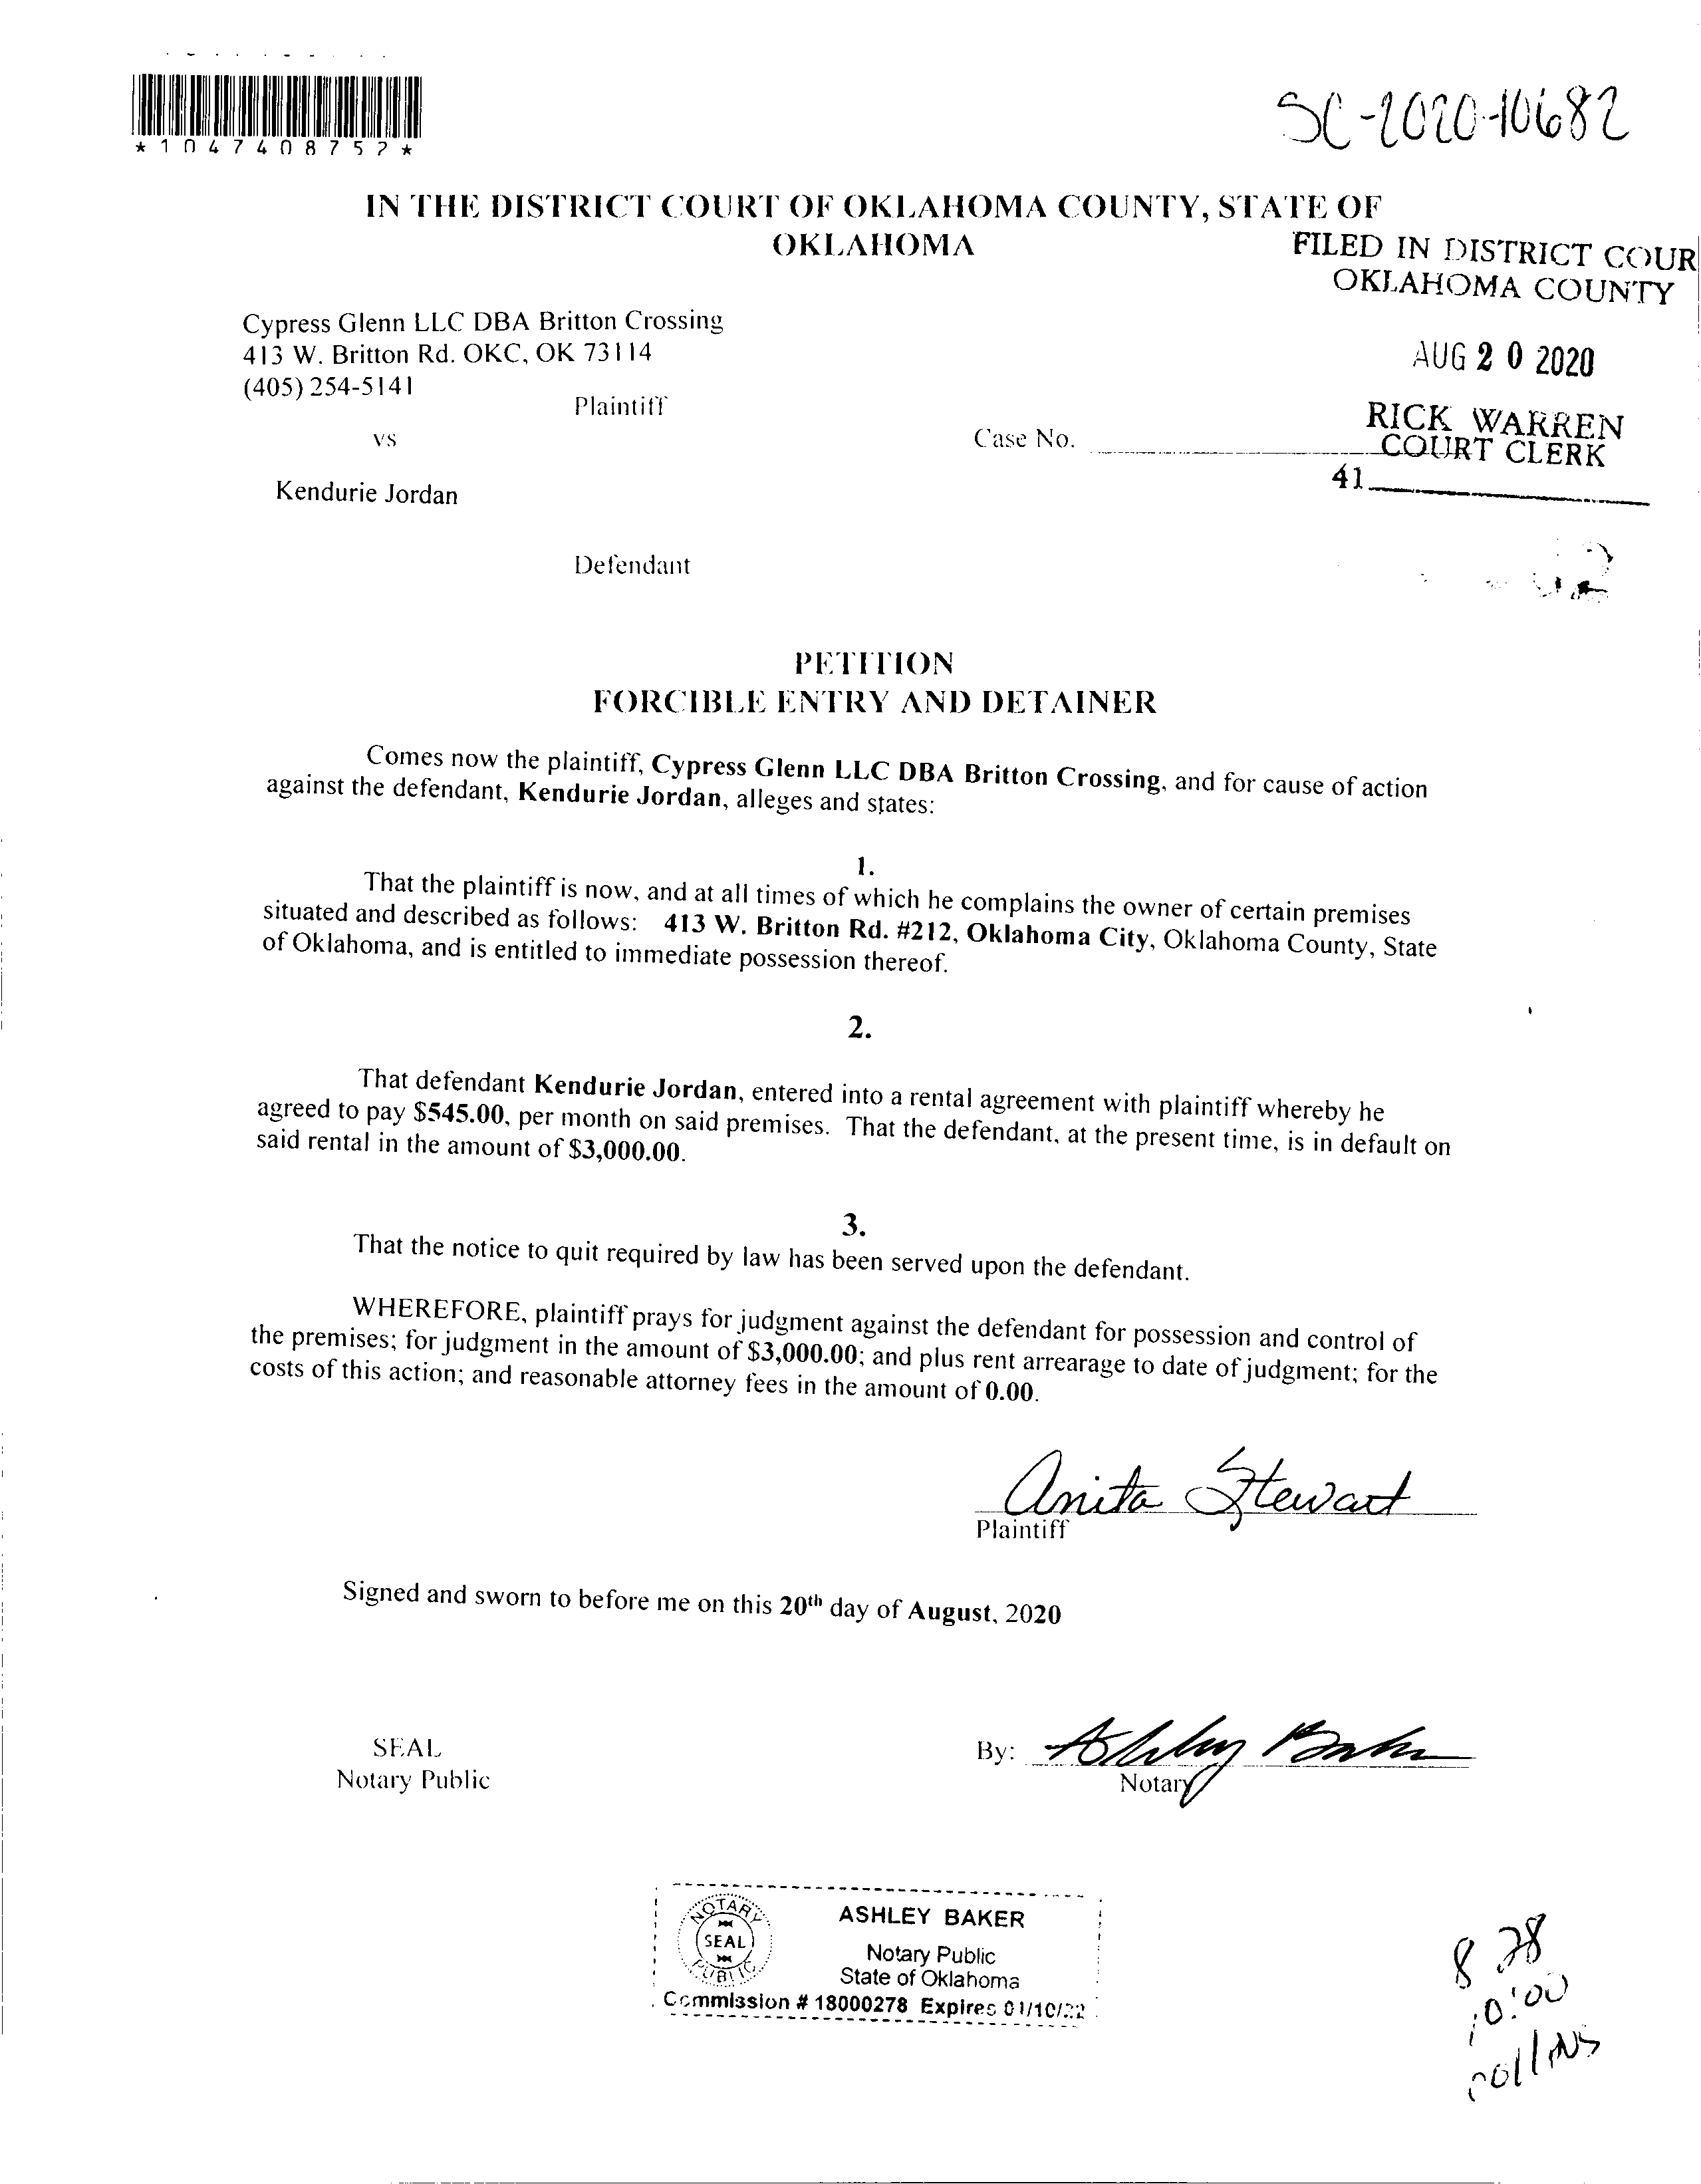 *1047408752*
SC-2020-10682
IN THE DISTRICT COURT OF OKLAHOMA COUNTY, STATE OF
OKLAHOMA
FILED IN DISTRICT COUR
OKLAHOMA COUNTY
Cypress Glenn LLC DBA Britton Crossing
413 W. Britton Rd. OKC, OK 73114
(405) 254-5141
AUG 20 2020
Plaintiff
RICK WARREN
COURT CLERK
vs
Case No.
41
Kendurie Jordan
Defendant
PETITION
FORCIBLE ENTRY AND DETAINER
Comes now the plaintiff, Cypress Glenn LLC DBA Britton Crossing, and for cause of action
against the defendant, Kendurie Jordan, alleges and states:
1.
That the plaintiff is now, and at all times of which he complains the owner of certain premises
situated and described as follows: 413 W. Britton Rd. #212, Oklahoma City, Oklahoma County, State
of Oklahoma, and is entitled to immediate possession thereof.
2.
That defendant Kendurie Jordan, entered into a rental agreement with plaintiff whereby he
agreed to pay $545.00, per month on said premises. That the defendant, at the present time, is in default on
said rental in the amount of $3,000.00.
3.
That the notice to quit required by law has been served upon the defendant.
WHEREFORE, plaintiff prays for judgment against the defendant for possession and control of
the premises; for judgment in the amount of $3,000.00; and plus rent arrearage to date of judgment; for the
costs of this action; and reasonable attorney fees in the amount of 0.00.
Anita Stewart
Plaintiff
Signed and sworn to before me on this 20th day of August, 2020
SEAL
Notary Public
By: Ashley Baker
Notary
NOTARY
SEAL
PUBLIC
ASHLEY BAKER
Notary Public
State of Oklahoma
Commission # 18000278 Expires 01/10/22
8 28
10:00
Collins